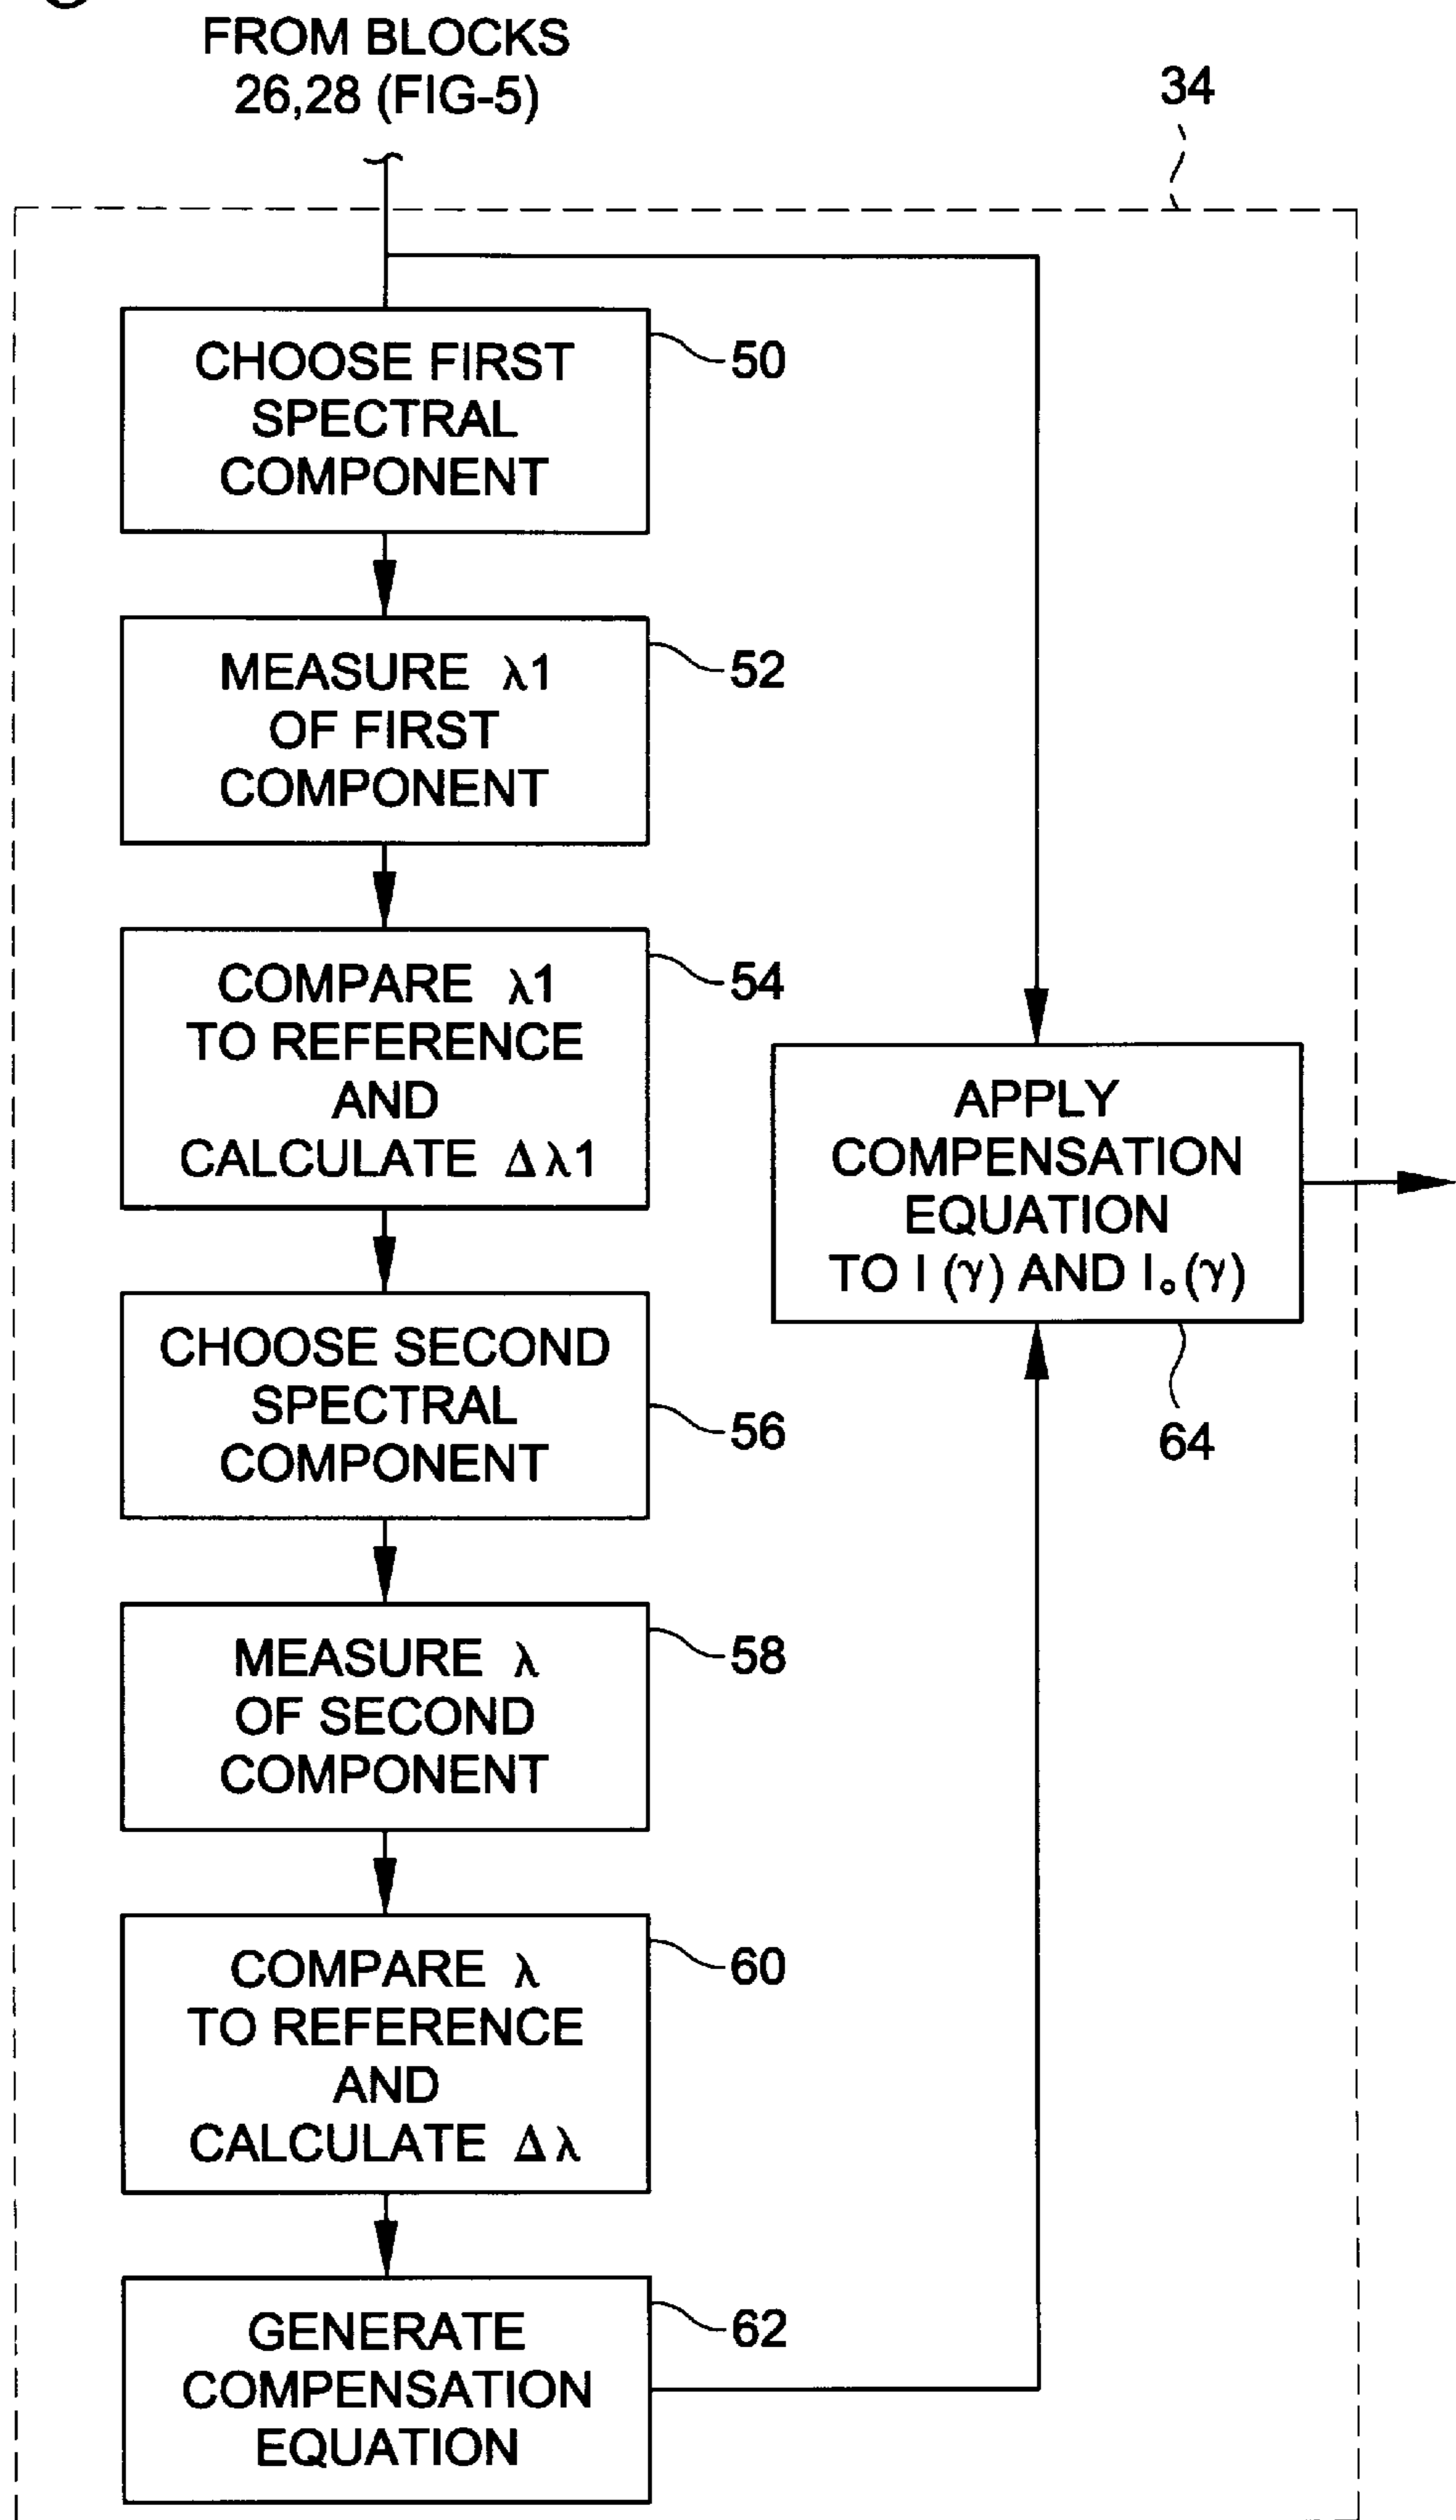 FROM BLOCKS
26,28 (FIG-5)
34
CHOOSE FIRST
SPECTRAL
COMPONENT
50
MEASURE λ1
OF FIRST
COMPONENT
52
COMPARE λ1
TO REFERENCE
AND
CALCULATE Δλ1
54
APPLY
COMPENSATION
EQUATION
TO I (γ) AND I₀(γ)
64
CHOOSE SECOND
SPECTRAL
COMPONENT
56
MEASURE λ
OF SECOND
COMPONENT
58
COMPARE λ
TO REFERENCE
AND
CALCULATE Δλ
60
GENERATE
COMPENSATION
EQUATION
62